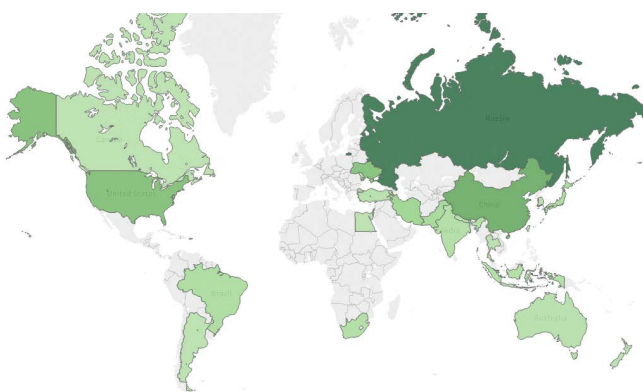 Russia
United States
China
India
Brazil
Australia